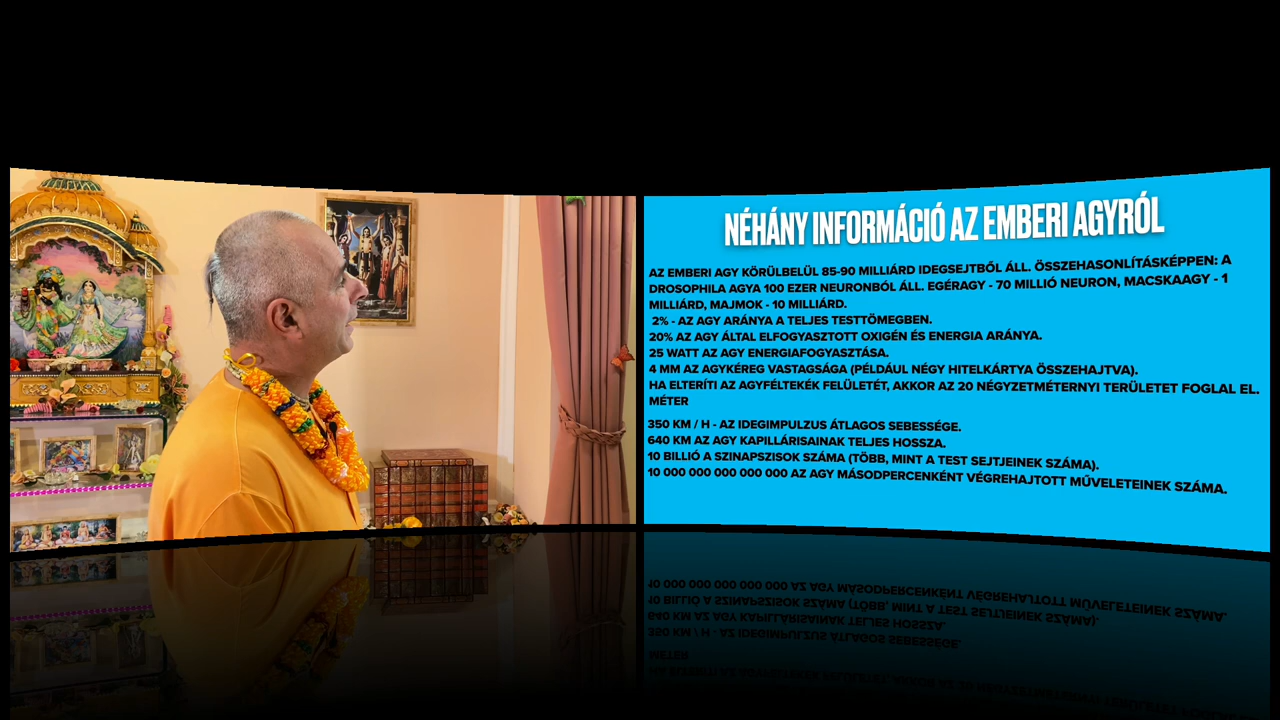 NÉHÁNY INFORMÁCIÓ AZ EMBERI AGYRÓL
AZ EMBERI AGY KÖRÜLBELÜL 85-90 MILLIÁRD IDEGSEJTBŐL ÁLL. ÖSSZEHASONLÍTÁSKÉPPEN: A
DROSOPHILA AGYA 100 EZER NEURONBÓL ÁLL. EGÉRAGY - 70 MILLIÓ NEURON, MACSKAAGY - 1
MILLIÁRD, MAJMOK - 10 MILLIÁRD.
2% - AZ AGY ARÁNYA A TELJES TESTTÖMEGBEN.
20% AZ AGY ÁLTAL ELFOGYASZTOTT OXIGÉN ÉS ENERGIA ARÁNYA.
25 WATT AZ AGY ENERGIAFOGYASZTÁSA.
4 MM AZ AGYKÉREG VASTAGSÁGA (PÉLDÁUL NÉGY HITELKÁRTYA ÖSSZEHAJTVA).
HA ELTERÍTI AZ AGYFÉLTEKÉK FELÜLETÉT, AKKOR AZ 20 NÉGYZETMÉTERNYI TERÜLETET FOGLAL EL.
MÉTER
350 KM / H - AZ IDEGIMPULZUS ÁTLAGOS SEBESSÉGE.
640 KM AZ AGY KAPILLÁRISAINAK TELJES HOSSZA.
10 BILLIÓ A SZINAPSZISOK SZÁMA (TÖBB, MINT A TEST SEJTJEINEK SZÁMA).
10 000 000 000 000 000 AZ AGY MÁSODPERCENKÉNT VÉGREHAJTOTT MŰVELETEINEK SZÁMA.